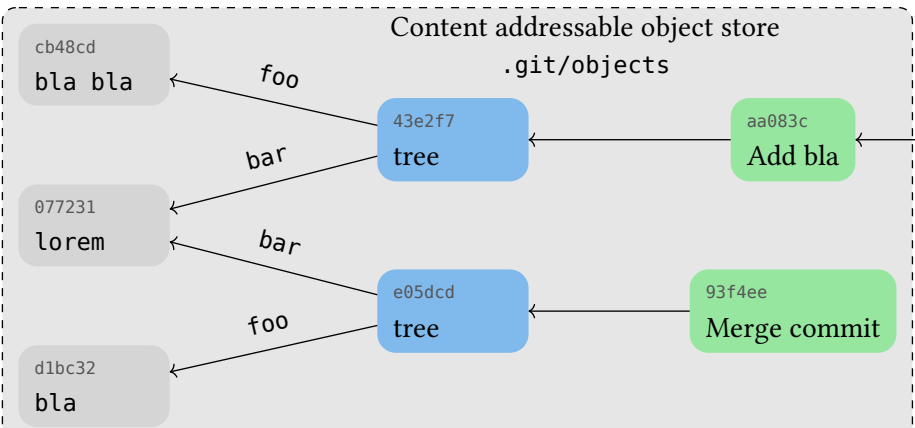 Content addressable object store
.git/objects
cb48cd
bla bla
foo
43e2f7
tree
aa083c
Add bla
bar
077231
lorem
bar
e05dcd
tree
93f4ee
Merge commit
foo
d1bc32
bla